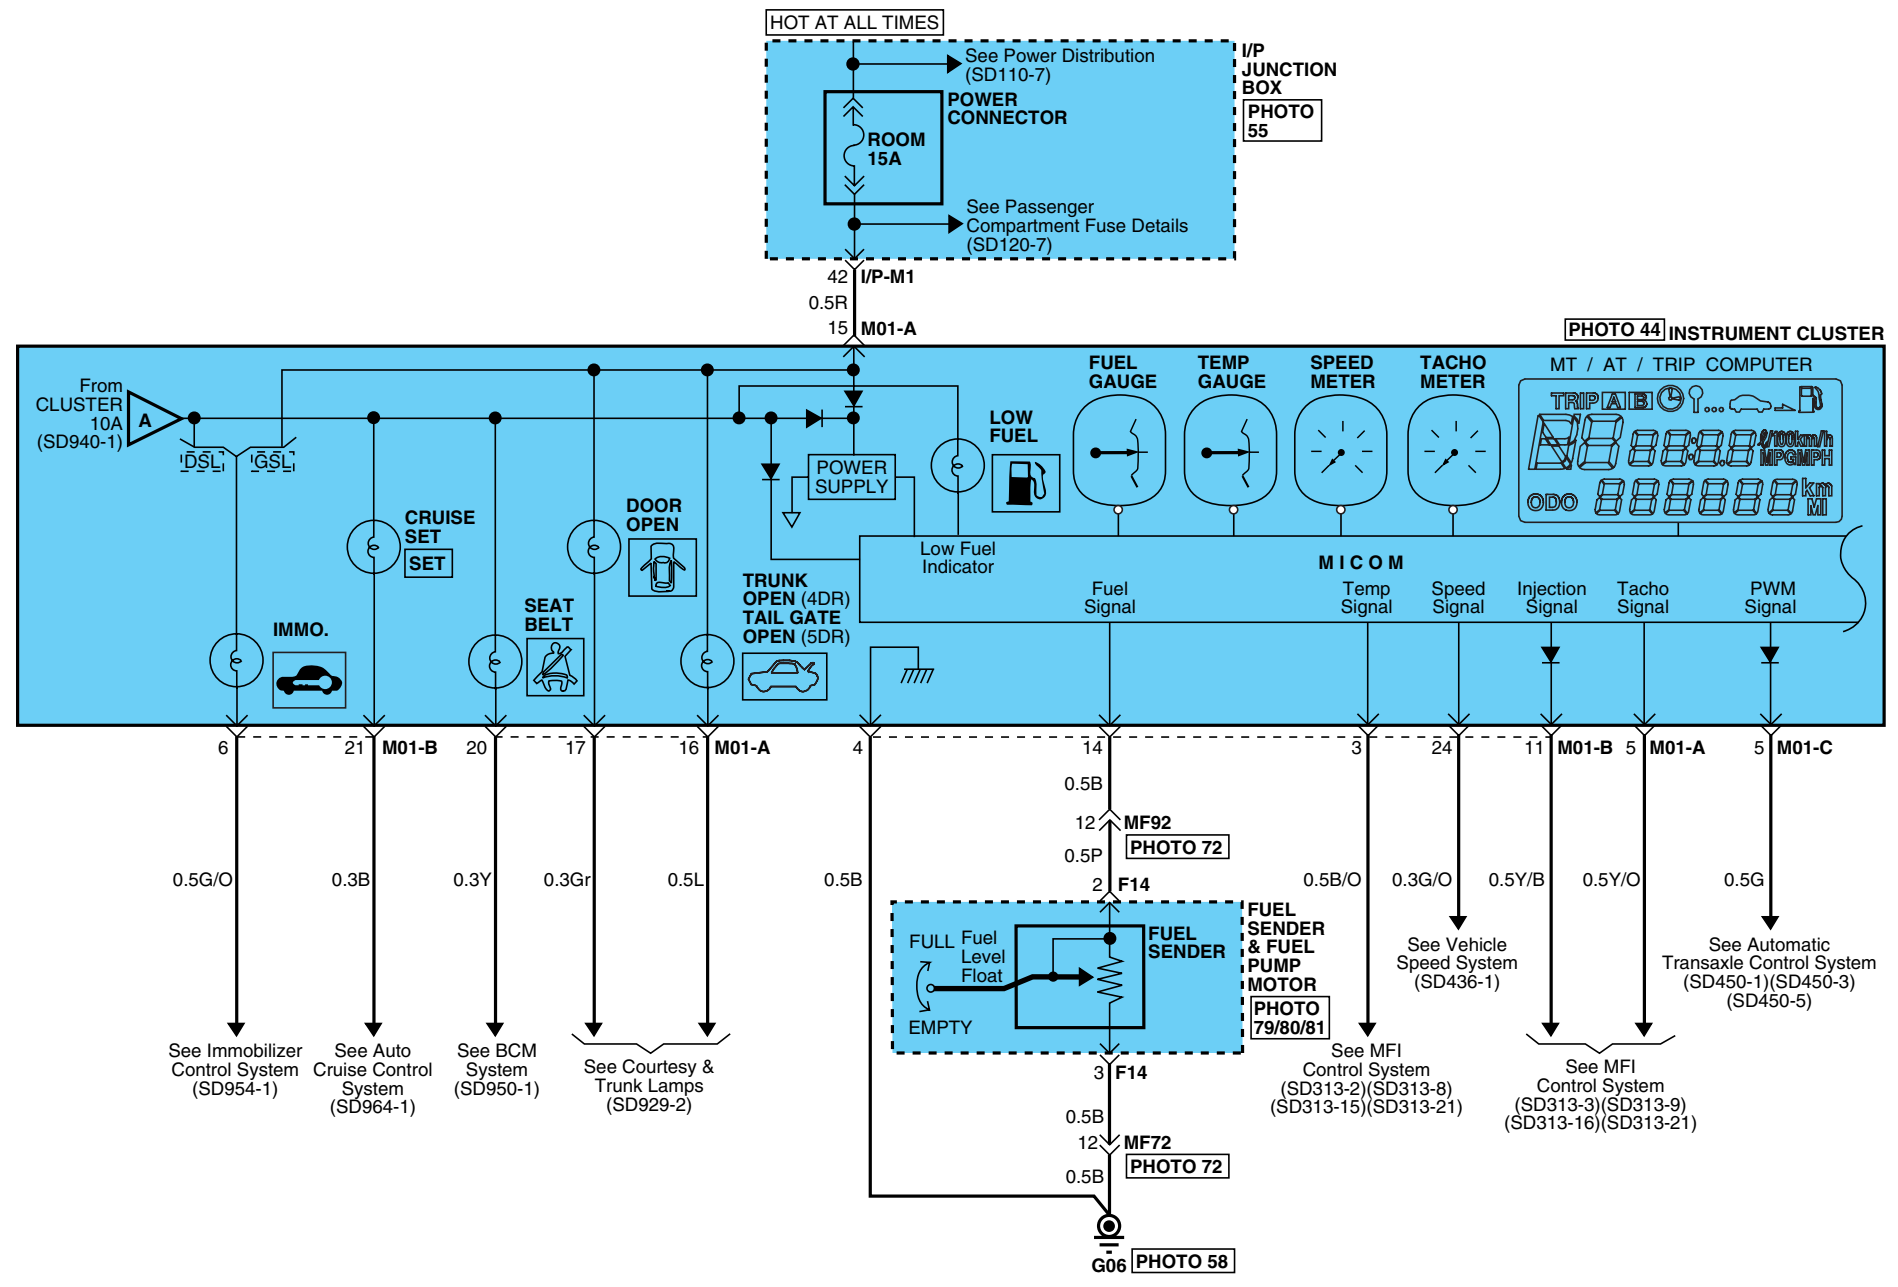 HOT AT ALL TIMES
See Power Distribution
(SD110-7)
I/P
JUNCTION
BOX
PHOTO
55
POWER
CONNECTOR
ROOM
15A
See Passenger
Compartment Fuse Details
(SD120-7)
42 I/P-M1
0.5R
15 M01-A
PHOTO 44 INSTRUMENT CLUSTER
From
CLUSTER
10A
(SD940-1)
A
DSL GSL
FUEL
GAUGE
TEMP
GAUGE
SPEED
METER
TACHO
METER
MT / AT / TRIP COMPUTER
TRIP A B
ℓ/100km/h
MPGMPH
ODO
km
MI
LOW
FUEL
POWER
SUPPLY
CRUISE
SET
SET
DOOR
OPEN
SEAT
BELT
IMMO.
TRUNK
OPEN (4DR)
TAIL GATE
OPEN (5DR)
Low Fuel
Indicator
MICOM
Fuel
Signal
Temp
Signal
Speed
Signal
Injection
Signal
Tacho
Signal
PWM
Signal
6 21 M01-B 20 17 16 M01-A 4 14 3 24 11 M01-B 5 M01-A 5 M01-C
0.5B
12 MF92
PHOTO 72
0.5P
0.5G/O 0.3B 0.3Y 0.3Gr 0.5L 0.5B 0.5B/O 0.3G/O 0.5Y/B 0.5Y/O 0.5G
2 F14
FUEL
SENDER
& FUEL
PUMP
MOTOR
PHOTO
79/80/81
FULL
Fuel
Level
Float
EMPTY
FUEL
SENDER
See Vehicle
Speed System
(SD436-1)
See Automatic
Transaxle Control System
(SD450-1)(SD450-3)
(SD450-5)
See Immobilizer
Control System
(SD954-1)
See Auto
Cruise Control
System
(SD964-1)
See BCM
System
(SD950-1)
See Courtesy &
Trunk Lamps
(SD929-2)
See MFI
Control System
(SD313-2)(SD313-8)
(SD313-15)(SD313-21)
See MFI
Control System
(SD313-3)(SD313-9)
(SD313-16)(SD313-21)
3 F14
0.5B
12 MF72
PHOTO 72
0.5B
G06 PHOTO 58